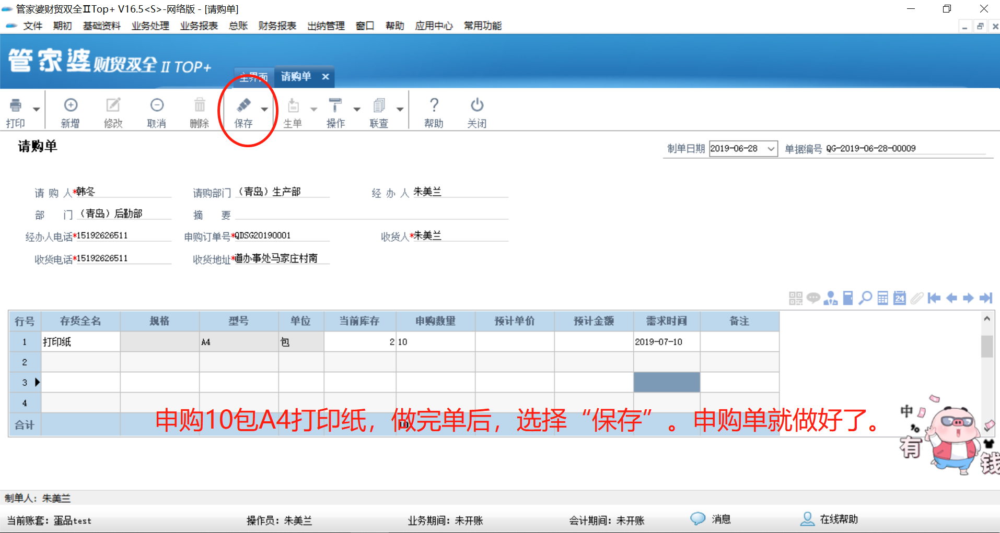 管家婆财贸双全IITop+ V16.5<S>-网络版 - [请购单]
文件 期初 基础资料 业务处理 业务报表 总账 财务报表 出纳管理 窗口 帮助 应用中心 常用功能
管家婆 财贸双全 II TOP+
主界面 请购单
打印 新增 修改 取消 删除 保存 生单 操作 联查 帮助 关闭
请购单
制单日期 2019-06-28 单据编号 QG-2019-06-28-00009
请购人*韩冬 请购部门 （青岛）生产部 经办人 朱美兰
部门 （青岛）后勤部 摘要
经办人电话*15192626511 申购订单号*QDSG20190001 收货人*朱美兰
收货电话*15192626511 收货地址*道办事处马家庄村南
24
行号 存货全名 规格 型号 单位 当前库存 申购数量 预计单价 预计金额 需求时间 备注
1 打印纸 A4 包 2 10 2019-07-10
2
3
4
合计 10
申购10包A4打印纸，做完单后，选择“保存”。申购单就做好了。
中
有
钱
制单人：朱美兰
当前账套：蛋品test 操作员：朱美兰 业务期间：未开账 会计期间：未开账 消息 在线帮助